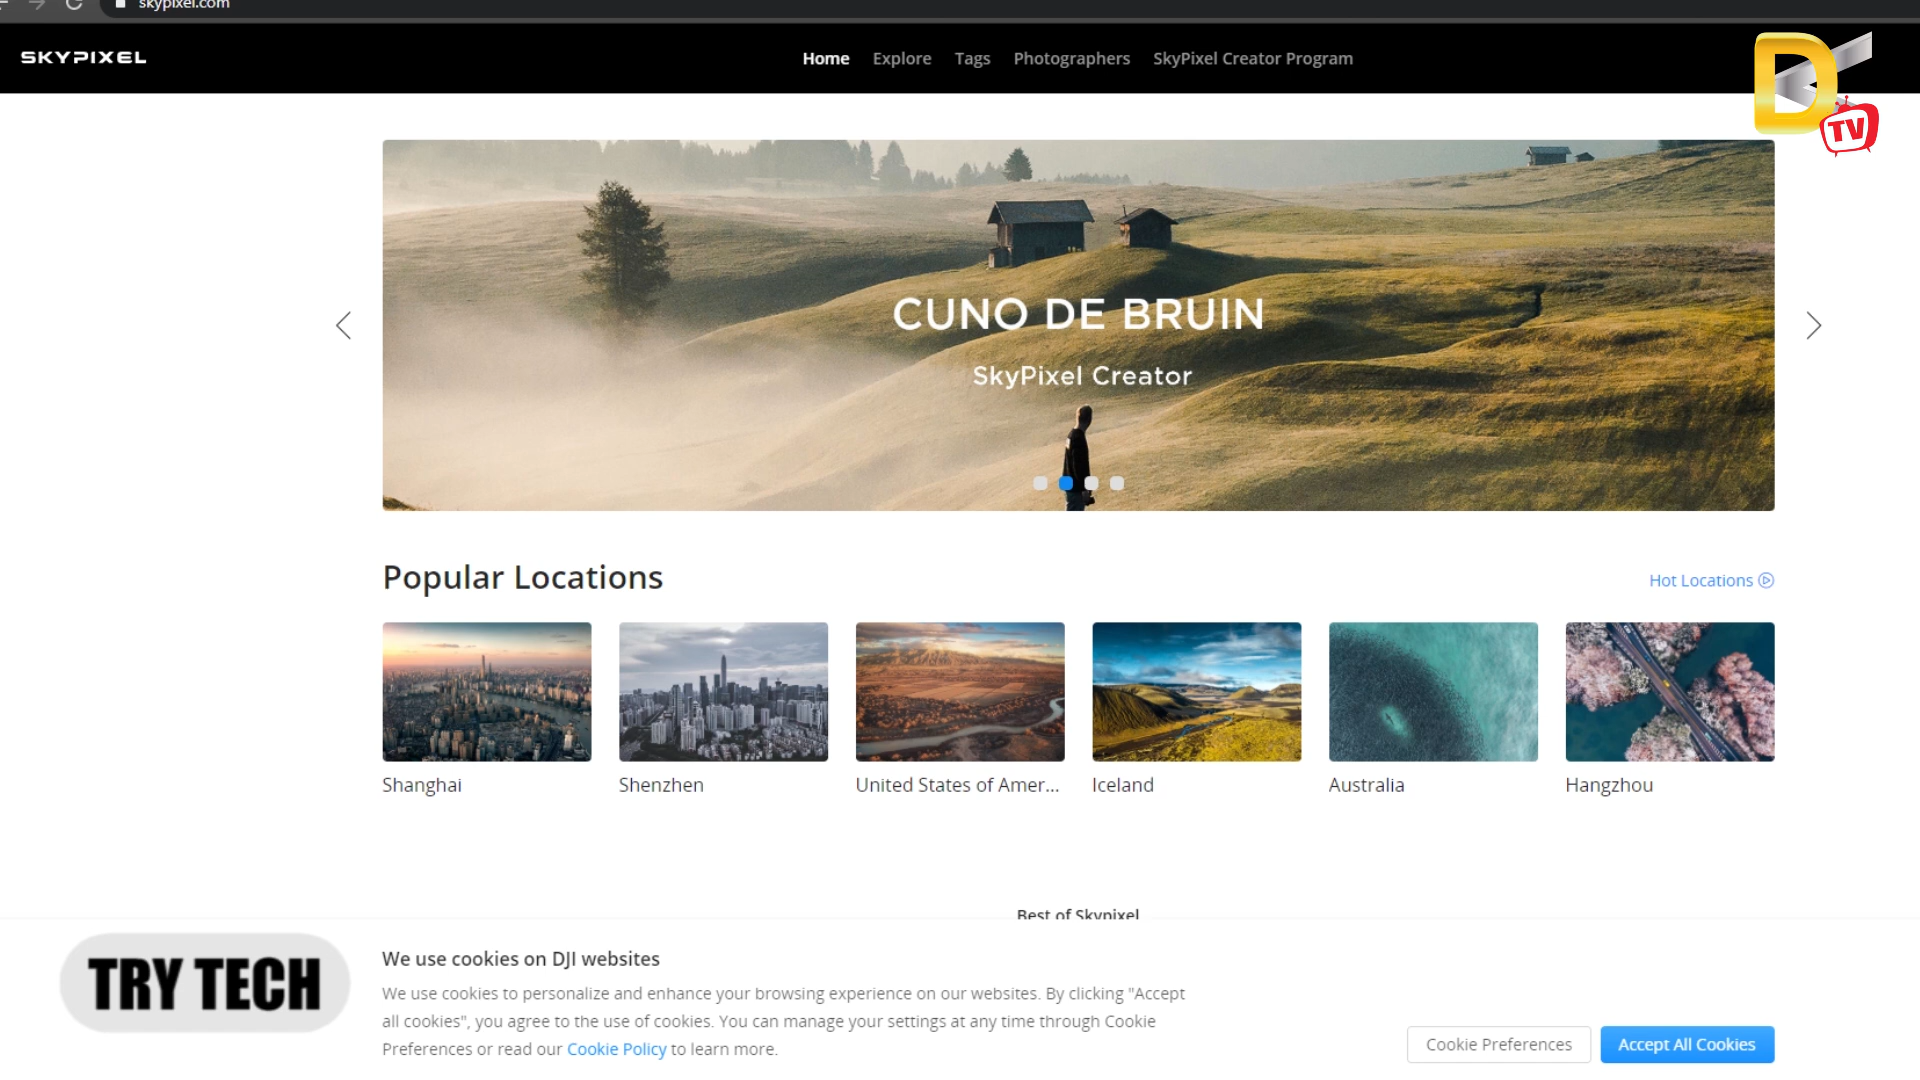 skypixel.com
SKYPIXEL
Home Explore Tags Photographers SkyPixel Creator Program
D
TV
CUNO DE BRUIN
SkyPixel Creator
Popular Locations
Hot Locations
Shanghai Shenzhen United States of Amer... Iceland Australia Hangzhou
Best of Skypixel
TRY TECH
We use cookies on DJI websites
We use cookies to personalize and enhance your browsing experience on our websites. By clicking "Accept
all cookies", you agree to the use of cookies. You can manage your settings at any time through Cookie
Preferences or read our Cookie Policy to learn more.
Cookie Preferences Accept All Cookies